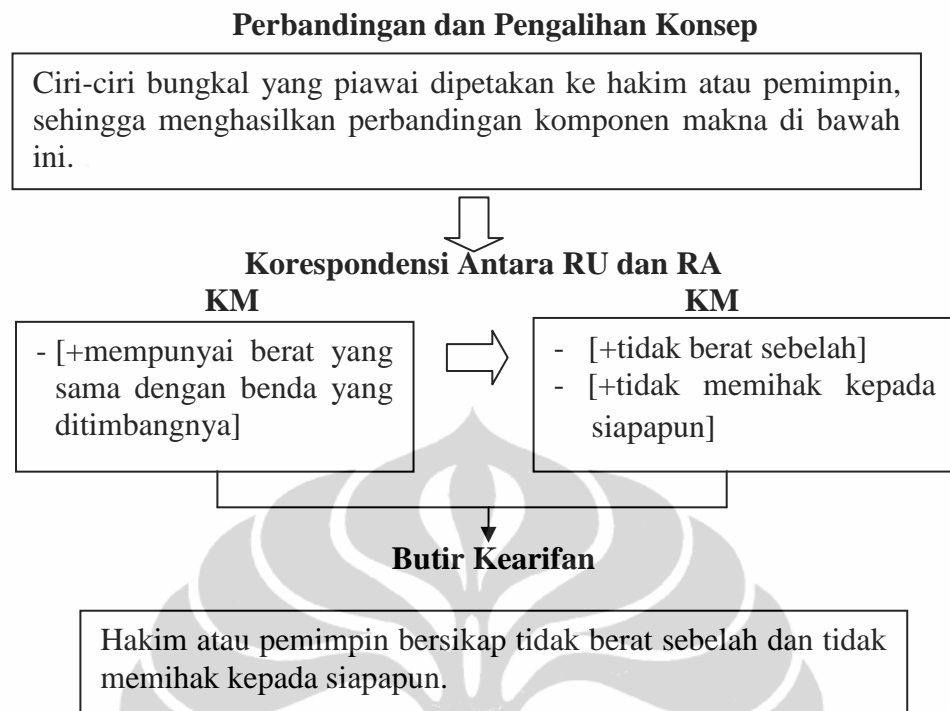 Perbandingan dan Pengalihan Konsep
Ciri-ciri bungkal yang piawai dipetakan ke hakim atau pemimpin,
sehingga menghasilkan perbandingan komponen makna di bawah
ini.
Korespondensi Antara RU dan RA
KM
- [+mempunyai berat yang
sama dengan benda yang
ditimbangnya]
KM
- [+tidak berat sebelah]
- [+tidak memihak kepada
siapapun]
Butir Kearifan
Hakim atau pemimpin bersikap tidak berat sebelah dan tidak
memihak kepada siapapun.